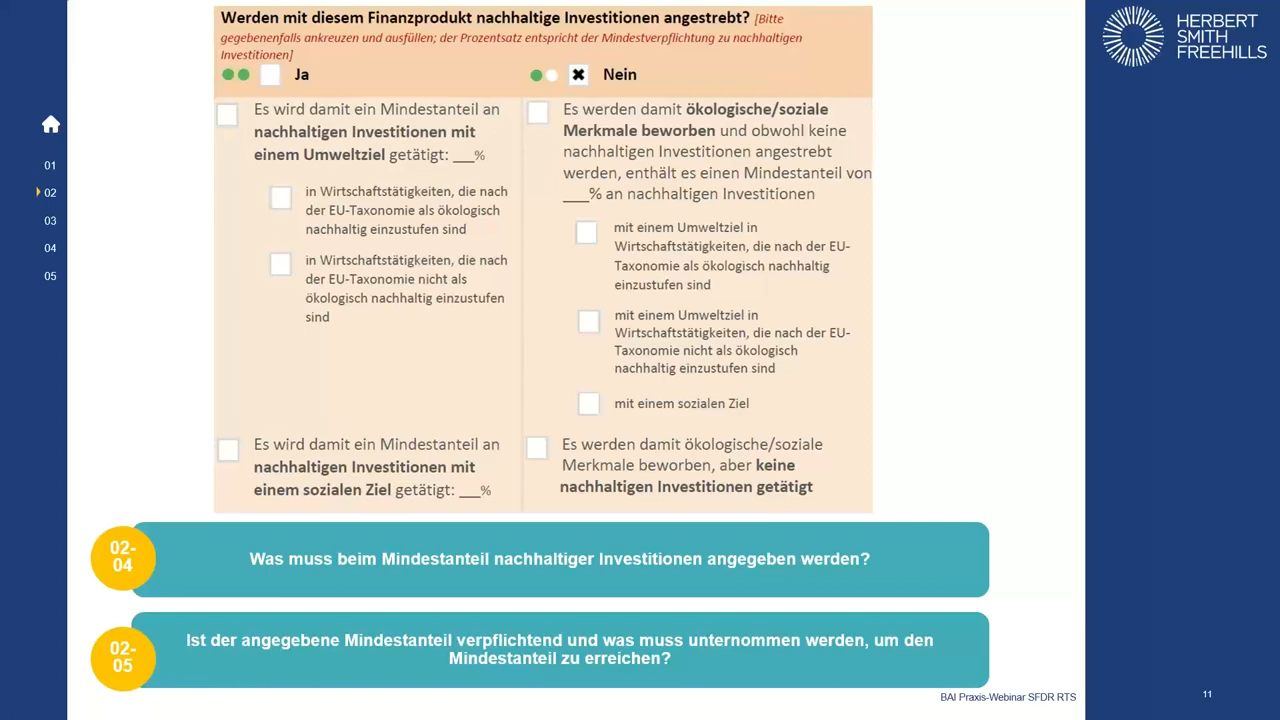 Werden mit diesem Finanzprodukt nachhaltige Investitionen angestrebt? [Bitte
gegebenenfalls ankreuzen und ausfüllen; der Prozentsatz entspricht der Mindestverpflichtung zu nachhaltigen
Investitionen]
Ja
Nein
Es wird damit ein Mindestanteil an
nachhaltigen Investitionen mit
einem Umweltziel getätigt: ___%
in Wirtschaftstätigkeiten, die nach
der EU-Taxonomie als ökologisch
nachhaltig einzustufen sind
in Wirtschaftstätigkeiten, die nach
der EU-Taxonomie nicht als
ökologisch nachhaltig einzustufen
sind
Es wird damit ein Mindestanteil an
nachhaltigen Investitionen mit
einem sozialen Ziel getätigt: ___%
Es werden damit ökologische/soziale
Merkmale beworben und obwohl keine
nachhaltigen Investitionen angestrebt
werden, enthält es einen Mindestanteil von
___% an nachhaltigen Investitionen
mit einem Umweltziel in
Wirtschaftstätigkeiten, die nach der EU-
Taxonomie als ökologisch nachhaltig
einzustufen sind
mit einem Umweltziel in
Wirtschaftstätigkeiten, die nach der EU-
Taxonomie nicht als ökologisch
nachhaltig einzustufen sind
mit einem sozialen Ziel
Es werden damit ökologische/soziale
Merkmale beworben, aber keine
nachhaltigen Investitionen getätigt
02-
04
Was muss beim Mindestanteil nachhaltiger Investitionen angegeben werden?
02-
05
Ist der angegebene Mindestanteil verpflichtend und was muss unternommen werden, um den
Mindestanteil zu erreichen?
BAI Praxis-Webinar SFDR RTS
11
01
02
03
04
05
HERBERT
SMITH
FREEHILLS